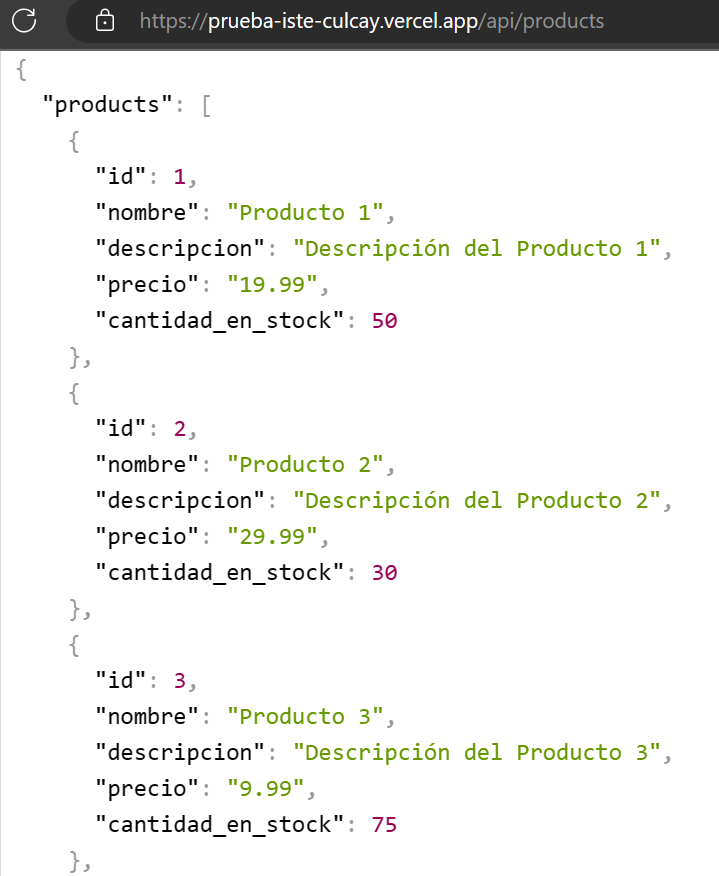 https://prueba-iste-culcay.vercel.app/api/products
{
"products": [
{
"id": 1,
"nombre": "Producto 1",
"descripcion": "Descripción del Producto 1",
"precio": "19.99",
"cantidad_en_stock": 50
},
{
"id": 2,
"nombre": "Producto 2",
"descripcion": "Descripción del Producto 2",
"precio": "29.99",
"cantidad_en_stock": 30
},
{
"id": 3,
"nombre": "Producto 3",
"descripcion": "Descripción del Producto 3",
"precio": "9.99",
"cantidad_en_stock": 75
},